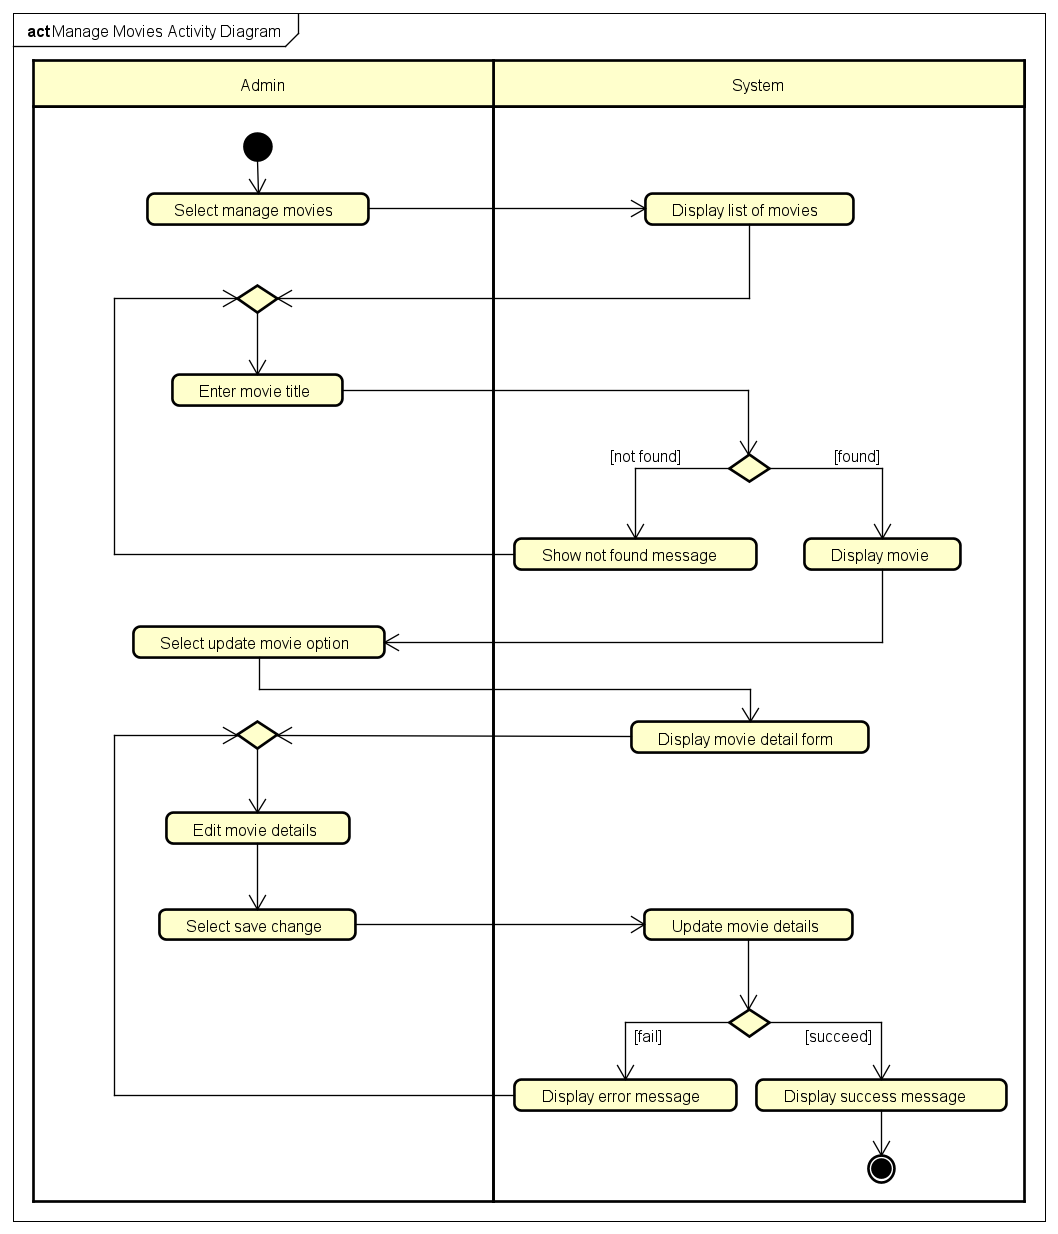 act Manage Movies Activity Diagram
Admin
System
Select manage movies
Display list of movies
Enter movie title
[not found]
[found]
Show not found message
Display movie
Select update movie option
Display movie detail form
Edit movie details
Select save change
Update movie details
[fail]
[succeed]
Display error message
Display success message